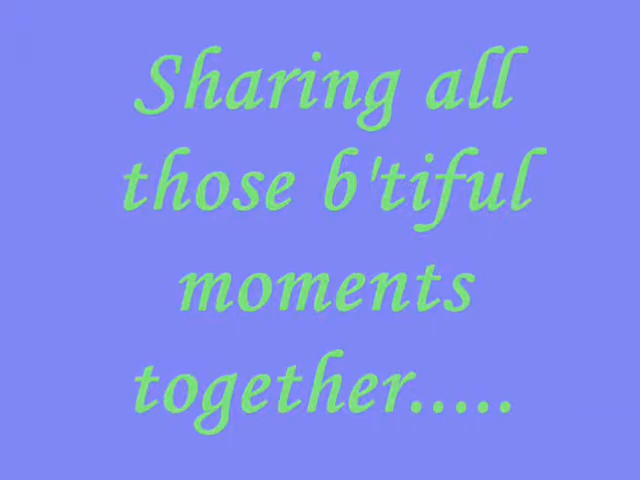 Sharing all
those b'tiful
moments
together.....